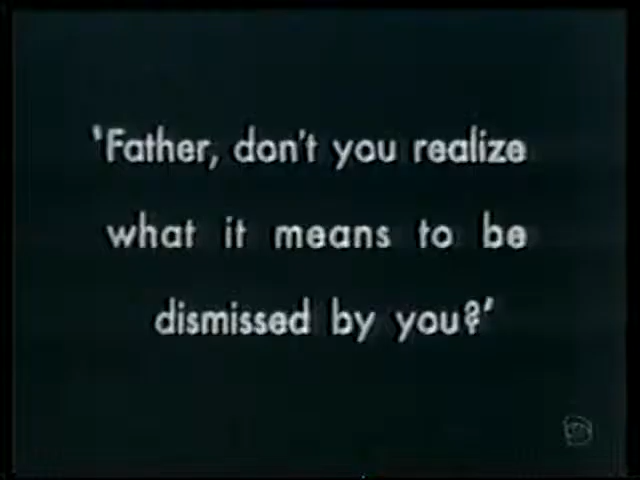 'Father, don't you realize
what it means to be
dismissed by you?'